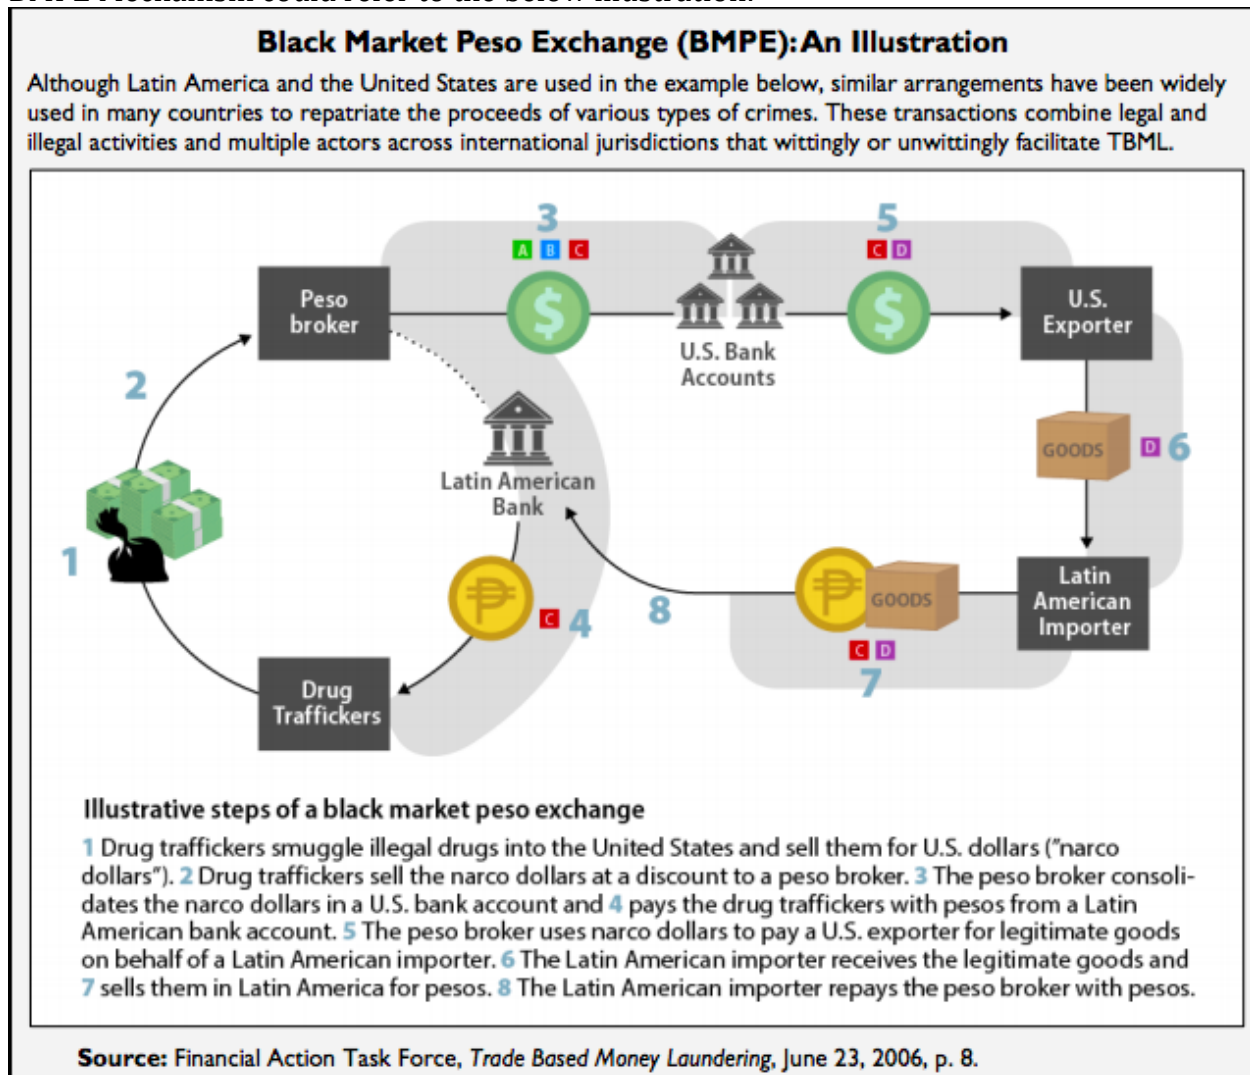 Black Market Peso Exchange (BMPE): An Illustration
Although Latin America and the United States are used in the example below, similar arrangements have been widely
used in many countries to repatriate the proceeds of various types of crimes. These transactions combine legal and
illegal activities and multiple actors across international jurisdictions that wittingly or unwittingly facilitate TBML.
3
A B C
5
C D
Peso
broker
$
$
U.S.
Exporter
U.S. Bank
Accounts
2
GOODS
D 6
Latin American
Bank
1
C 4
8
GOODS
C D
7
Latin
American
Importer
Drug
Traffickers
Illustrative steps of a black market peso exchange
1 Drug traffickers smuggle illegal drugs into the United States and sell them for U.S. dollars ("narco
dollars"). 2 Drug traffickers sell the narco dollars at a discount to a peso broker. 3 The peso broker consoli-
dates the narco dollars in a U.S. bank account and 4 pays the drug traffickers with pesos from a Latin
American bank account. 5 The peso broker uses narco dollars to pay a U.S. exporter for legitimate goods
on behalf of a Latin American importer. 6 The Latin American importer receives the legitimate goods and
7 sells them in Latin America for pesos. 8 The Latin American importer repays the peso broker with pesos.
Source: Financial Action Task Force, Trade Based Money Laundering, June 23, 2006, p. 8.